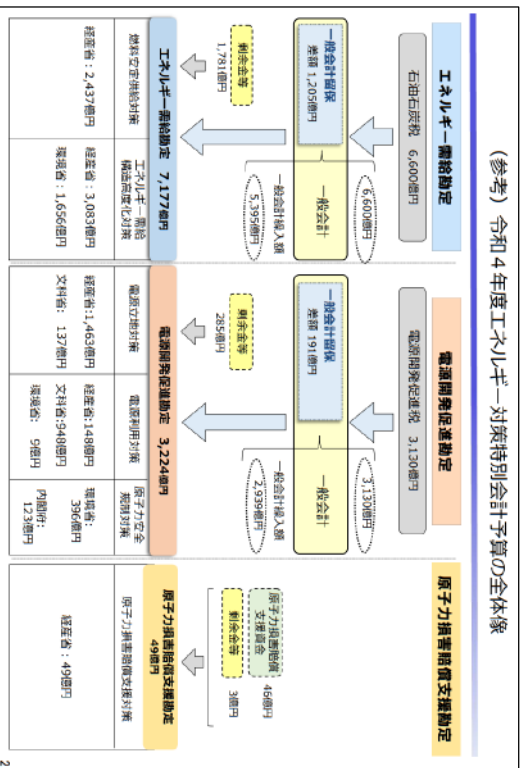 (参考)令和4年度エネルギー対策特別会計予算の全体像
エネルギー需給勘定
石油石炭税 6,600億円
6,600億円
一般会計
一般会計留保
差額 1,205億円
一般会計繰入額
5,395億円
剰余金等
1,781億円
エネルギー需給勘定 7,177億円
燃料安定供給対策
経産省:2,437億円
エネルギー需給
構造高度化対策
経産省:3,083億円
環境省:1,656億円
電源開発促進勘定
電源開発促進税 3,130億円
3,130億円
一般会計
一般会計留保
差額 191億円
一般会計繰入額
2,939億円
剰余金等
285億円
電源開発促進勘定 3,224億円
電源立地対策
経産省:1,463億円
文科省: 137億円
電源利用対策
経産省:148億円
文科省:948億円
環境省: 9億円
原子力安全
規制対策
環境省:
396億円
内閣府:
123億円
原子力損害賠償支援勘定
原子力損害賠償
支援資金
46億円
剰余金等
3億円
原子力損害賠償支援勘定
49億円
原子力損害賠償支援対策
経産省:49億円
2